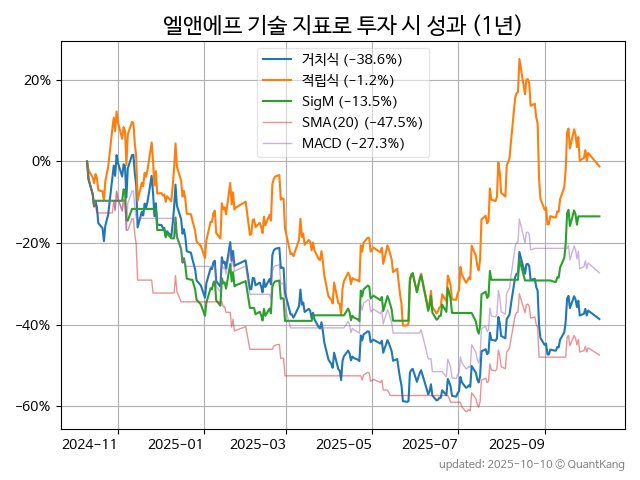 엘앤에프 기술 지표로 투자 시 성과 (1년)
거치식 (−38.6%)
적립식 (−1.2%)
SigM (−13.5%)
SMA(20) (−47.5%)
MACD (−27.3%)
20%
0%
−20%
−40%
−60%
2024−11 2025−01 2025−03 2025−05 2025−07 2025−09
updated: 2025-10-10 © QuantKang